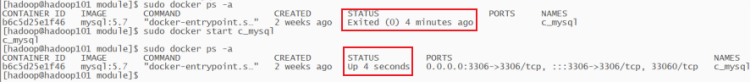 [hadoop@hadoop101 module]$ sudo docker ps -a
CONTAINER ID IMAGE COMMAND CREATED STATUS PORTS NAMES
b6c5d25e1f46 mysql:5.7 "docker-entrypoint.s…" 2 weeks ago Exited (0) 4 minutes ago c_mysql
[hadoop@hadoop101 module]$ sudo docker start c_mysql
c_mysql
[hadoop@hadoop101 module]$ sudo docker ps -a
CONTAINER ID IMAGE COMMAND CREATED STATUS PORTS NAMES
b6c5d25e1f46 mysql:5.7 "docker-entrypoint.s…" 2 weeks ago Up 4 seconds 0.0.0.0:3306->3306/tcp, :::3306->3306/tcp, 33060/tcp c_mysql
[hadoop@hadoop101 module]$